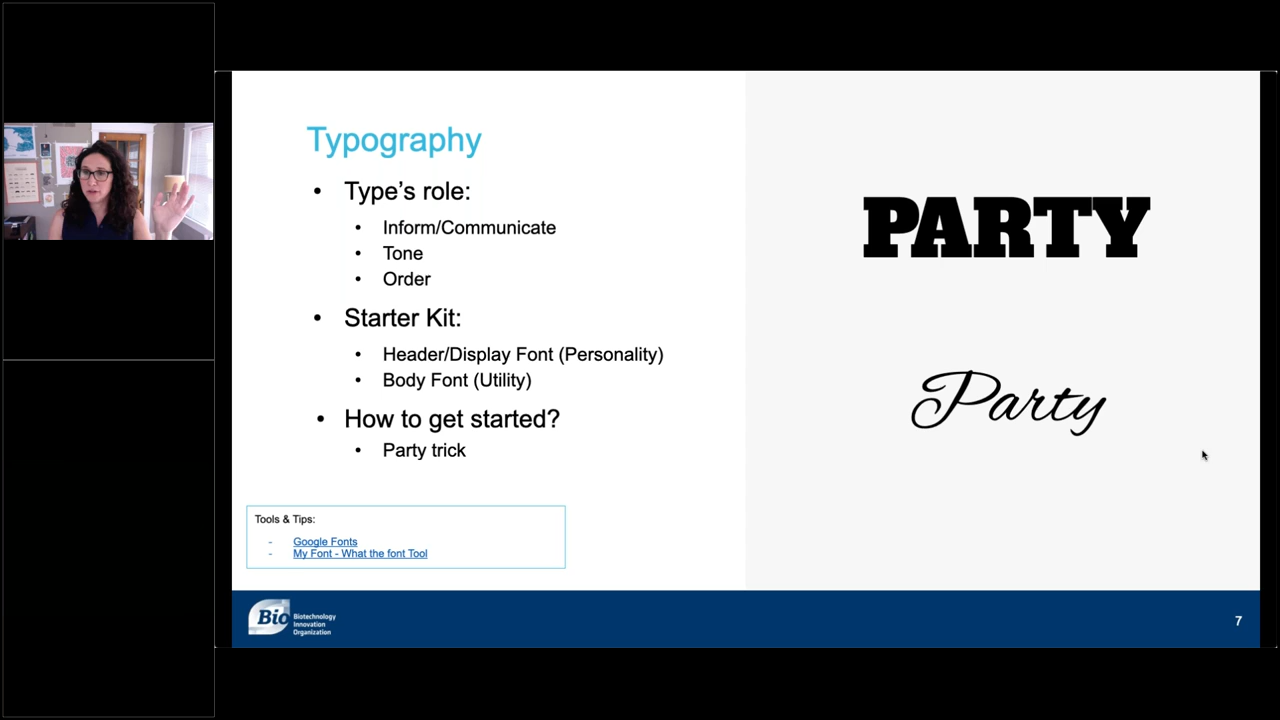 Typography
• Type's role:
• Inform/Communicate
• Tone
• Order
• Starter Kit:
• Header/Display Font (Personality)
• Body Font (Utility)
• How to get started?
• Party trick
Tools & Tips:
- Google Fonts
- My Font - What the font Tool
PARTY
Party
Bio
Biotechnology
Innovation
Organization
7